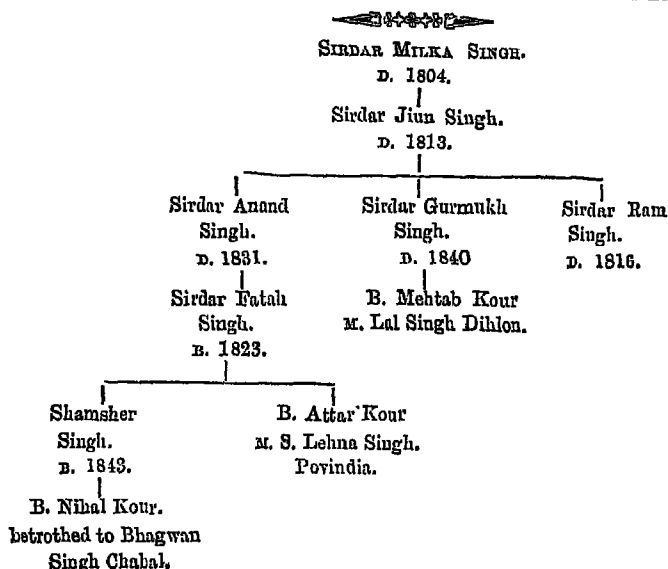 SIRDAR MILKA SINGH.
D. 1804.
Sirdar Jiun Singh.
D. 1813.
Sirdar Anand
Singh.
D. 1831.
Sirdar Gurmukh
Singh.
D. 1840
Sirdar Ram
Singh.
D. 1816.
Sirdar Fatah
Singh.
B. 1823.
B. Mehtab Kour
M. Lal Singh Dihlon.
Shamsher
Singh.
B. 1843.
B. Attar Kour
M. S. Lehna Singh.
Povindia.
B. Nihal Kour.
betrothed to Bhagwan
Singh Chahal.